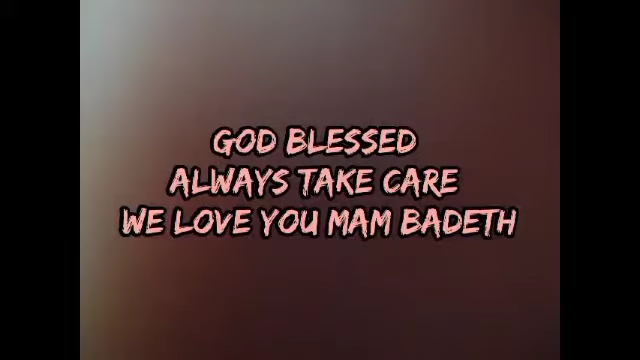 GOD BLESSED
ALWAYS TAKE CARE
WE LOVE YOU MAM BADETH